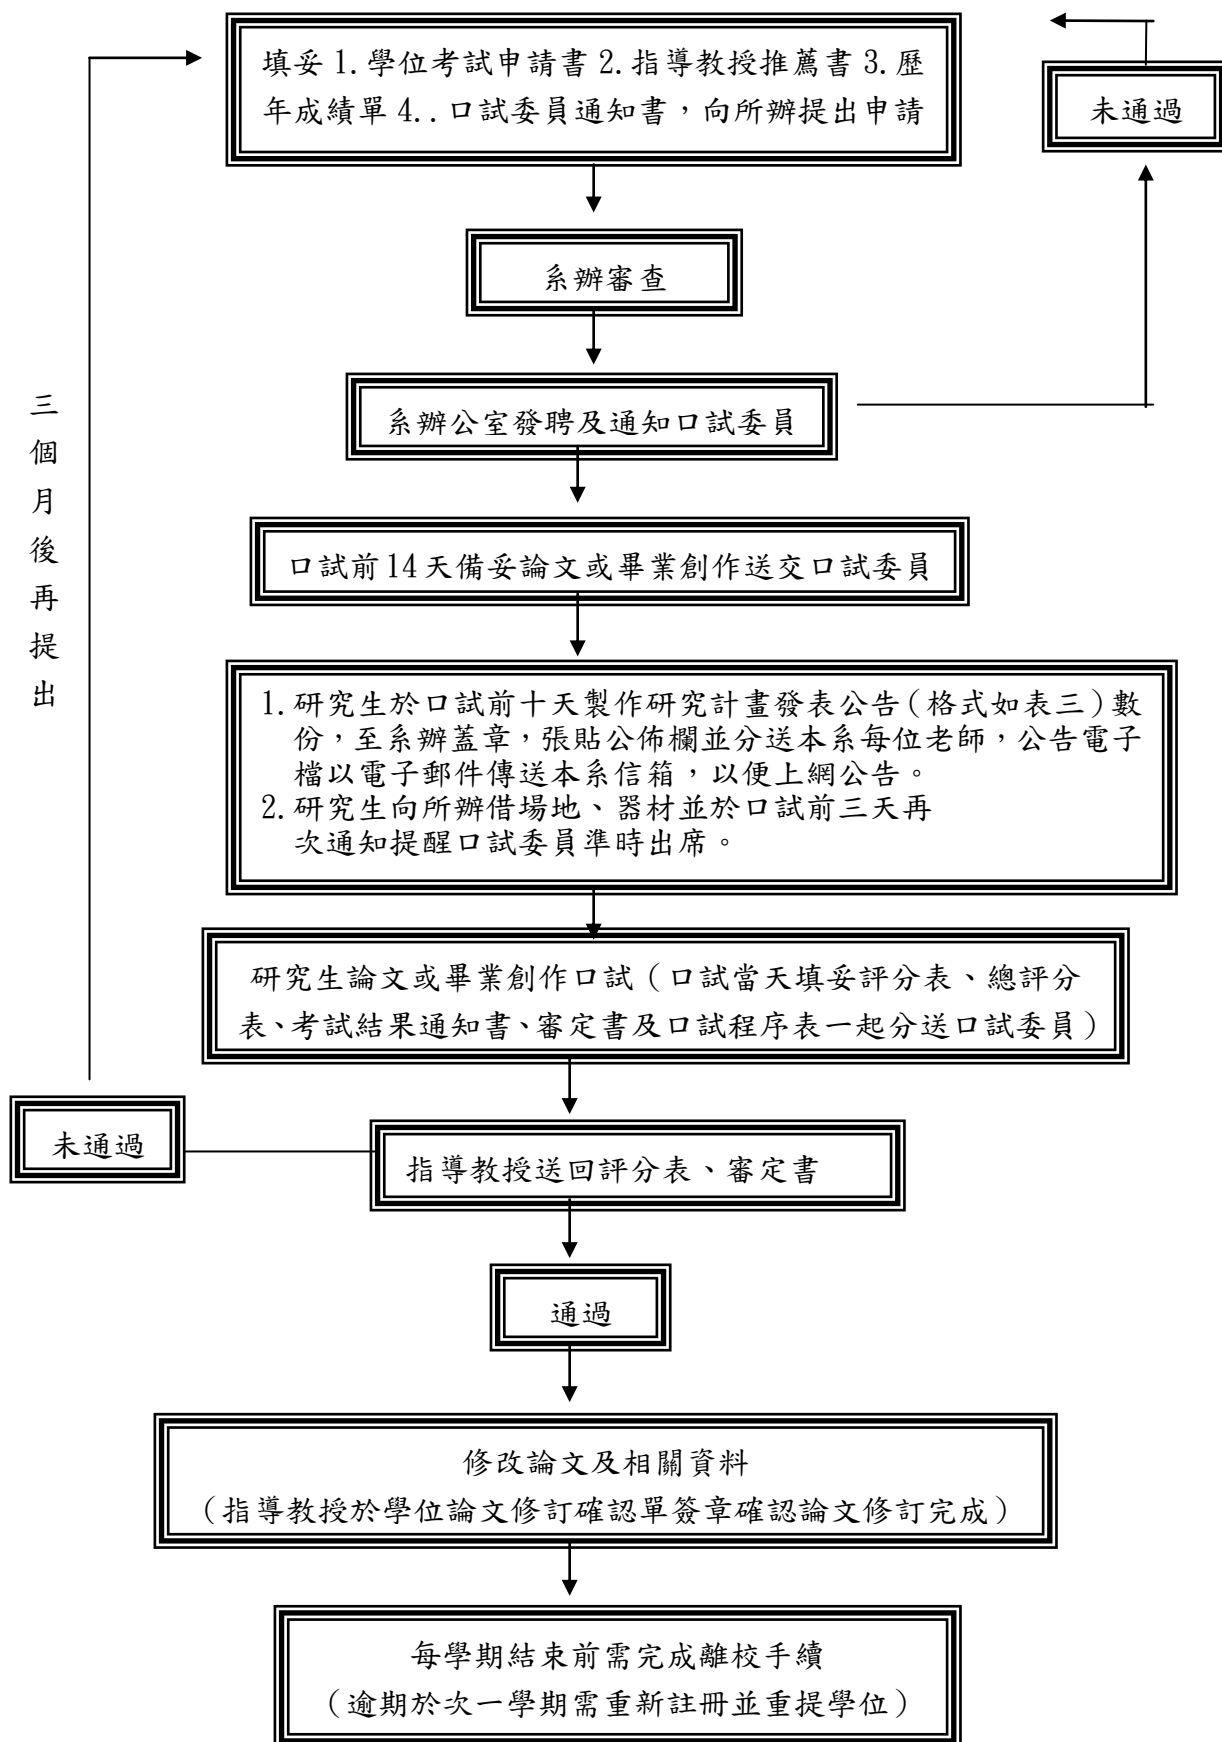 填妥 1.學位考試申請書 2.指導教授推薦書 3.歷
年成績單 4..口試委員通知書，向所辦提出申請
未通過
系辦審查
系辦公室發聘及通知口試委員
三個月後再提出
口試前14天備妥論文或畢業創作送交口試委員
1.研究生於口試前十天製作研究計畫發表公告(格式如表三)數
份，至系辦蓋章，張貼公佈欄並分送本系每位老師，公告電子
檔以電子郵件傳送本系信箱，以便上網公告。
2.研究生向所辦借場地、器材並於口試前三天再
次通知提醒口試委員準時出席。
研究生論文或畢業創作口試（口試當天填妥評分表、總評分
表、考試結果通知書、審定書及口試程序表一起分送口試委員）
未通過
指導教授送回評分表、審定書
通過
修改論文及相關資料
（指導教授於學位論文修訂確認單簽章確認論文修訂完成）
每學期結束前需完成離校手續
（逾期於次一學期需重新註冊並重提學位）